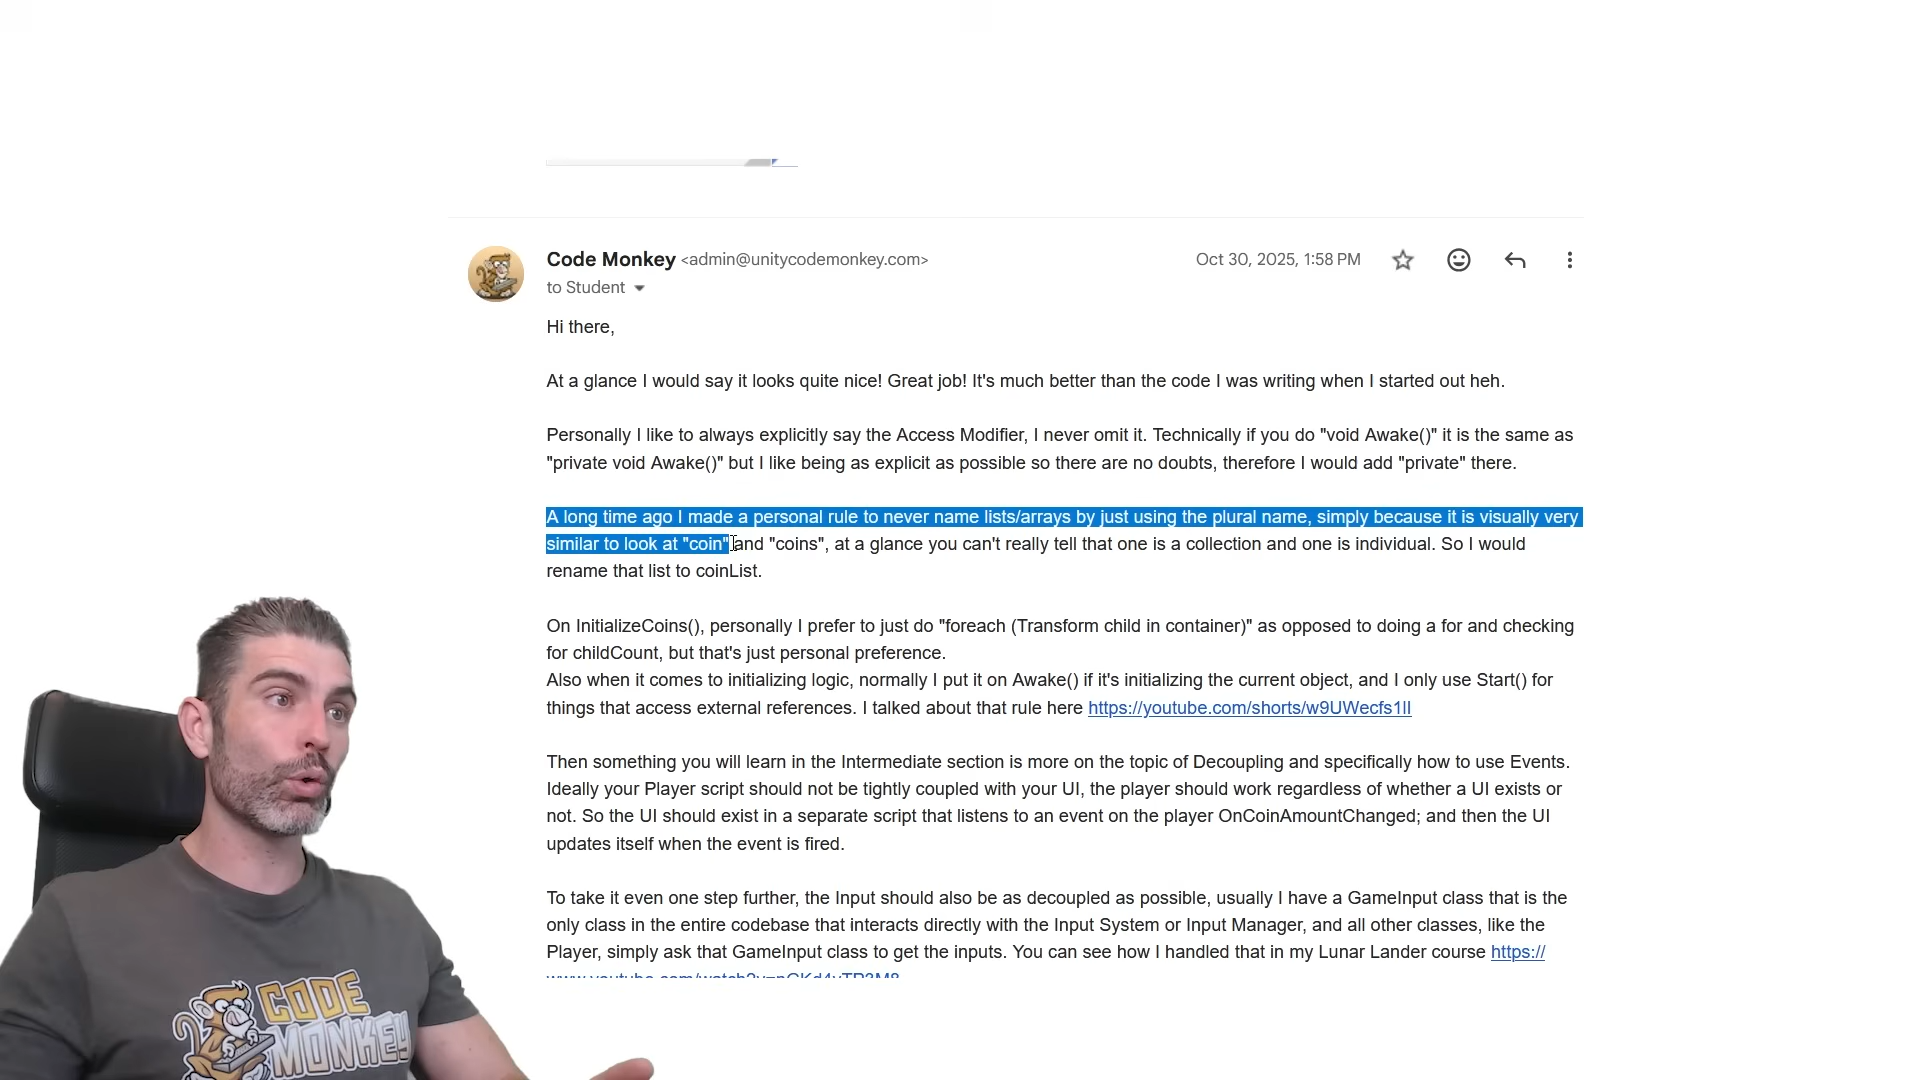 Code Monkey <admin@unitycodemonkey.com>
Oct 30, 2025, 1:58 PM
to Student
Hi there,
At a glance I would say it looks quite nice! Great job! It's much better than the code I was writing when I started out heh.
Personally I like to always explicitly say the Access Modifier, I never omit it. Technically if you do "void Awake()" it is the same as
"private void Awake()" but I like being as explicit as possible so there are no doubts, therefore I would add "private" there.
A long time ago I made a personal rule to never name lists/arrays by just using the plural name, simply because it is visually very
similar to look at "coin" and "coins", at a glance you can't really tell that one is a collection and one is individual. So I would
rename that list to coinList.
On InitializeCoins(), personally I prefer to just do "foreach (Transform child in container)" as opposed to doing a for and checking
for childCount, but that's just personal preference.
Also when it comes to initializing logic, normally I put it on Awake() if it's initializing the current object, and I only use Start() for
things that access external references. I talked about that rule here https://youtube.com/shorts/w9UWecfs1lI
Then something you will learn in the Intermediate section is more on the topic of Decoupling and specifically how to use Events.
Ideally your Player script should not be tightly coupled with your UI, the player should work regardless of whether a UI exists or
not. So the UI should exist in a separate script that listens to an event on the player OnCoinAmountChanged; and then the UI
updates itself when the event is fired.
To take it even one step further, the Input should also be as decoupled as possible, usually I have a GameInput class that is the
only class in the entire codebase that interacts directly with the Input System or Input Manager, and all other classes, like the
Player, simply ask that GameInput class to get the inputs. You can see how I handled that in my Lunar Lander course https://
CODE
MONKEY